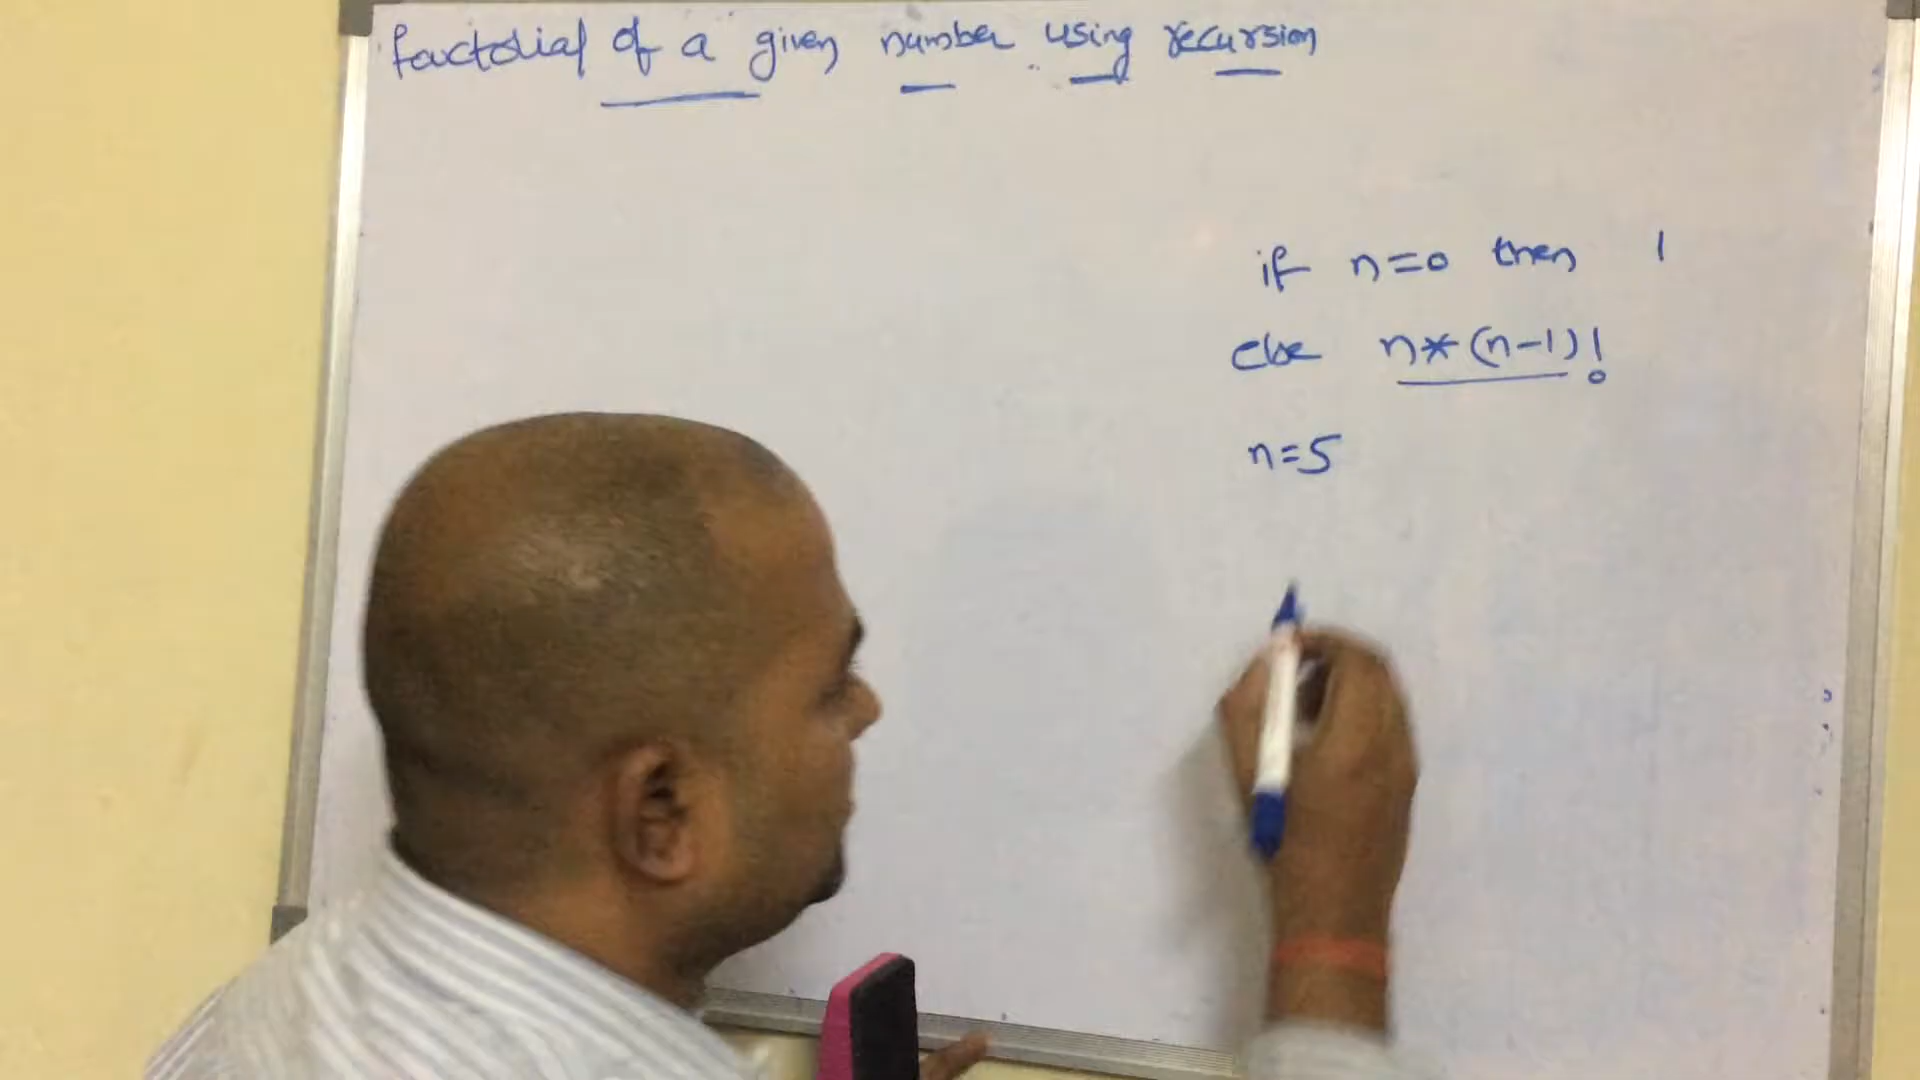 factorial of a given number using recursion
if n=0 then 1
else n*(n-1)!
n=5